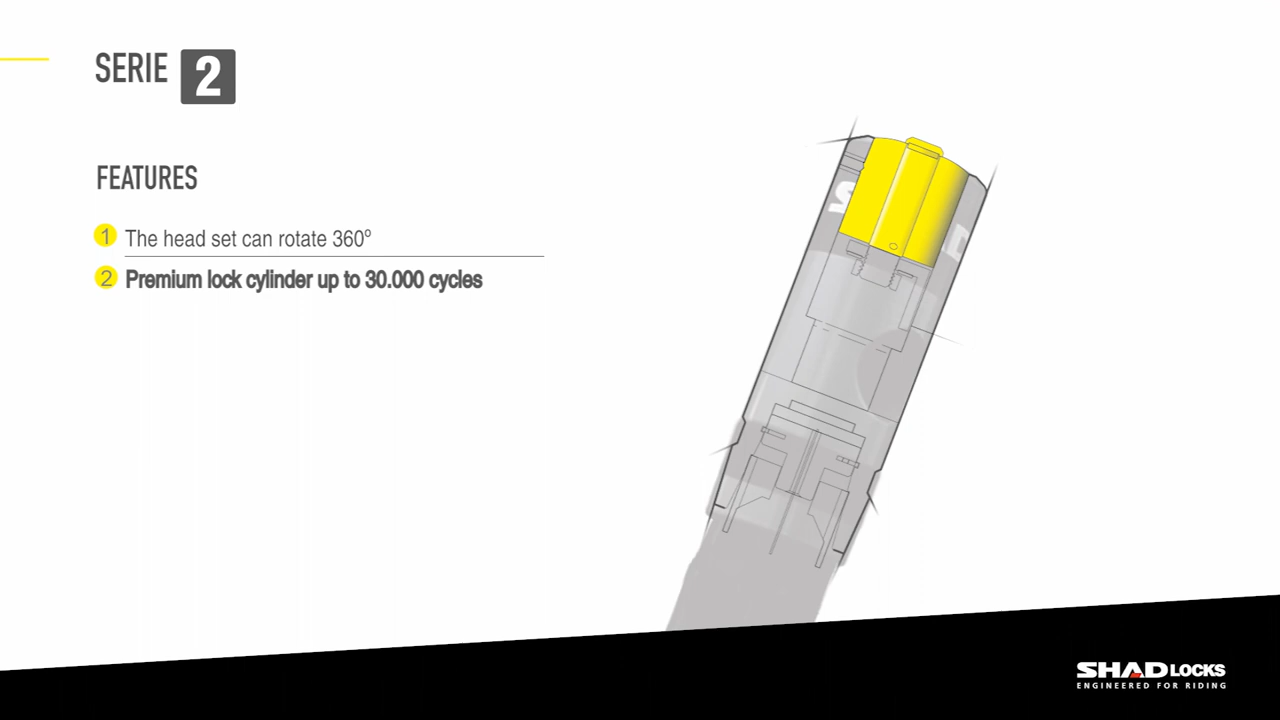 SERIE 2
FEATURES
1 The head set can rotate 360º
2 Premium lock cylinder up to 30.000 cycles
SHAD LOCKS
ENGINEERED FOR RIDING